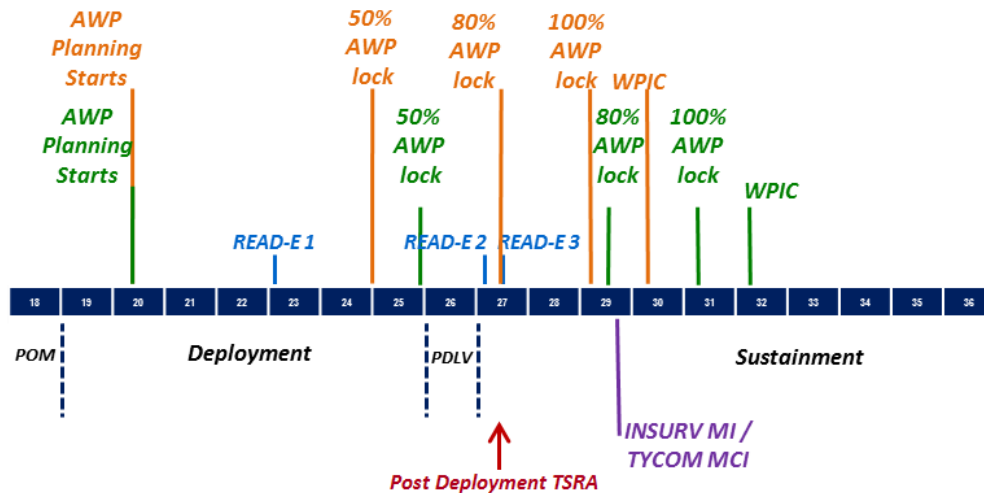 AWP
Planning
Starts
50%
AWP
lock
80%
AWP
lock
100%
AWP
lock
WPIC
AWP
Planning
Starts
50%
AWP
lock
80%
AWP
lock
100%
AWP
lock
WPIC
READ-E 1
READ-E 2
READ-E 3
18 19 20 21 22 23 24 25 26 27 28 29 30 31 32 33 34 35 36
POM
Deployment
PDLV
Sustainment
INSURV MI /
TYCOM MCI
Post Deployment TSRA